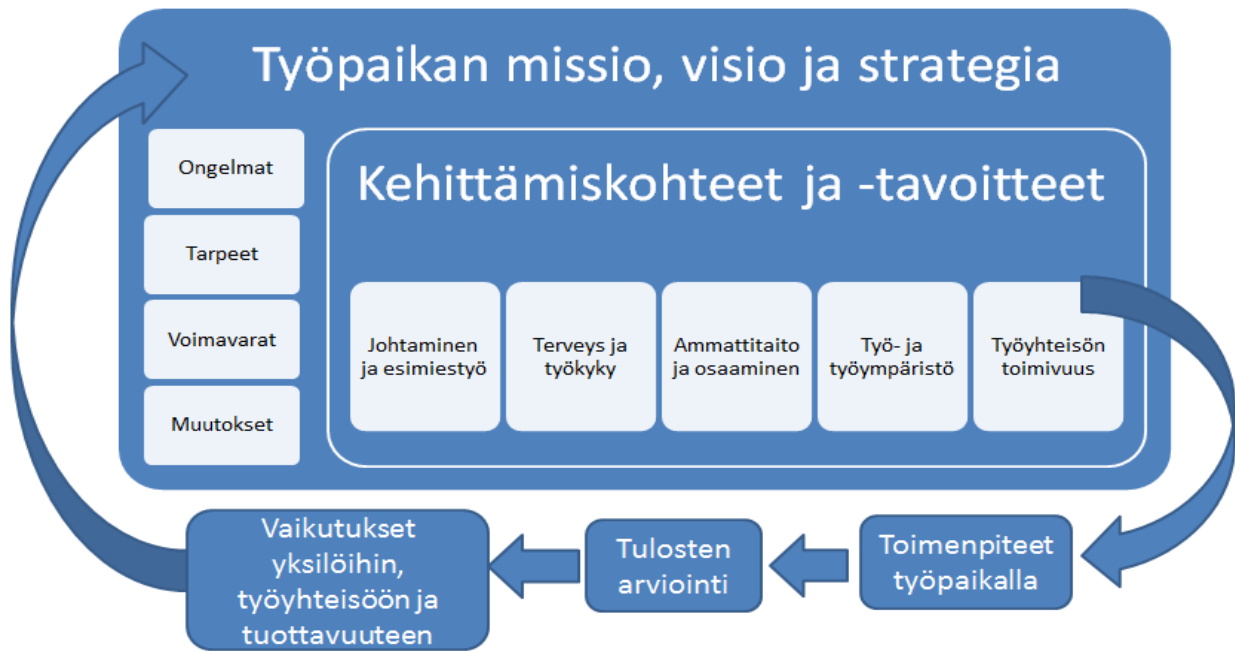 Työpaikan missio, visio ja strategia
Ongelmat
Tarpeet
Voimavarat
Muutokset
Kehittämiskohteet ja -tavoitteet
Johtaminen
ja esimiestyö
Terveys ja
työkyky
Ammattitaito
ja osaaminen
Työ- ja
työympäristö
Työyhteisön
toimivuus
Toimenpiteet
työpaikalla
Tulosten
arviointi
Vaikutukset
yksilöihin,
työyhteisöön ja
tuottavuuteen